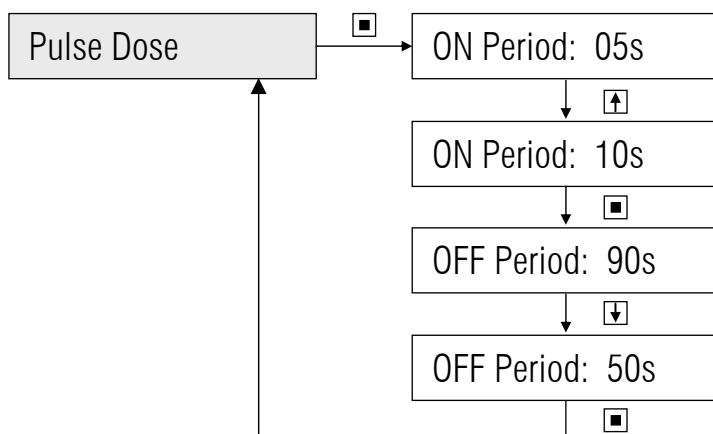 Pulse Dose
ON Period: 05s
ON Period: 10s
OFF Period: 90s
OFF Period: 50s